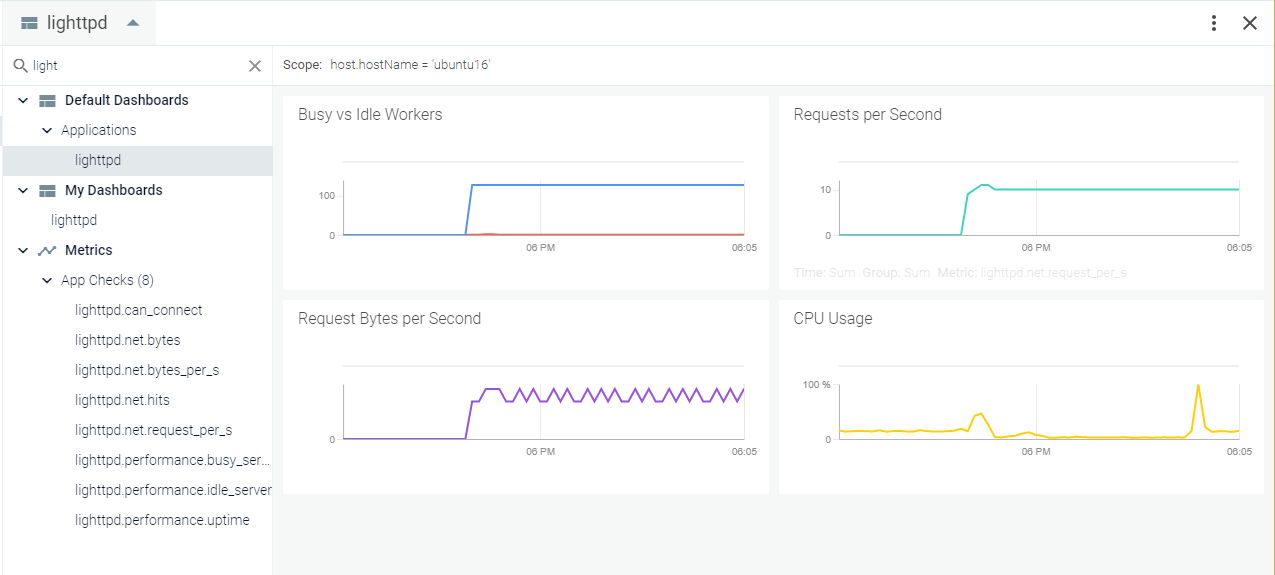 lighttpd
light
Scope: host.hostName = 'ubuntu16'
Default Dashboards
Applications
lighttpd
My Dashboards
lighttpd
Metrics
App Checks (8)
lighttpd.can_connect
lighttpd.net.bytes
lighttpd.net.bytes_per_s
lighttpd.net.hits
lighttpd.net.request_per_s
lighttpd.performance.busy_ser...
lighttpd.performance.idle_server
lighttpd.performance.uptime
Busy vs Idle Workers
100
0
06 PM
06:05
Requests per Second
10
0
06 PM
06:05
Time: Sum Group: Sum Metric: lighttpd.net.request_per_s
Request Bytes per Second
0
06 PM
06:05
CPU Usage
100 %
0
06 PM
06:05